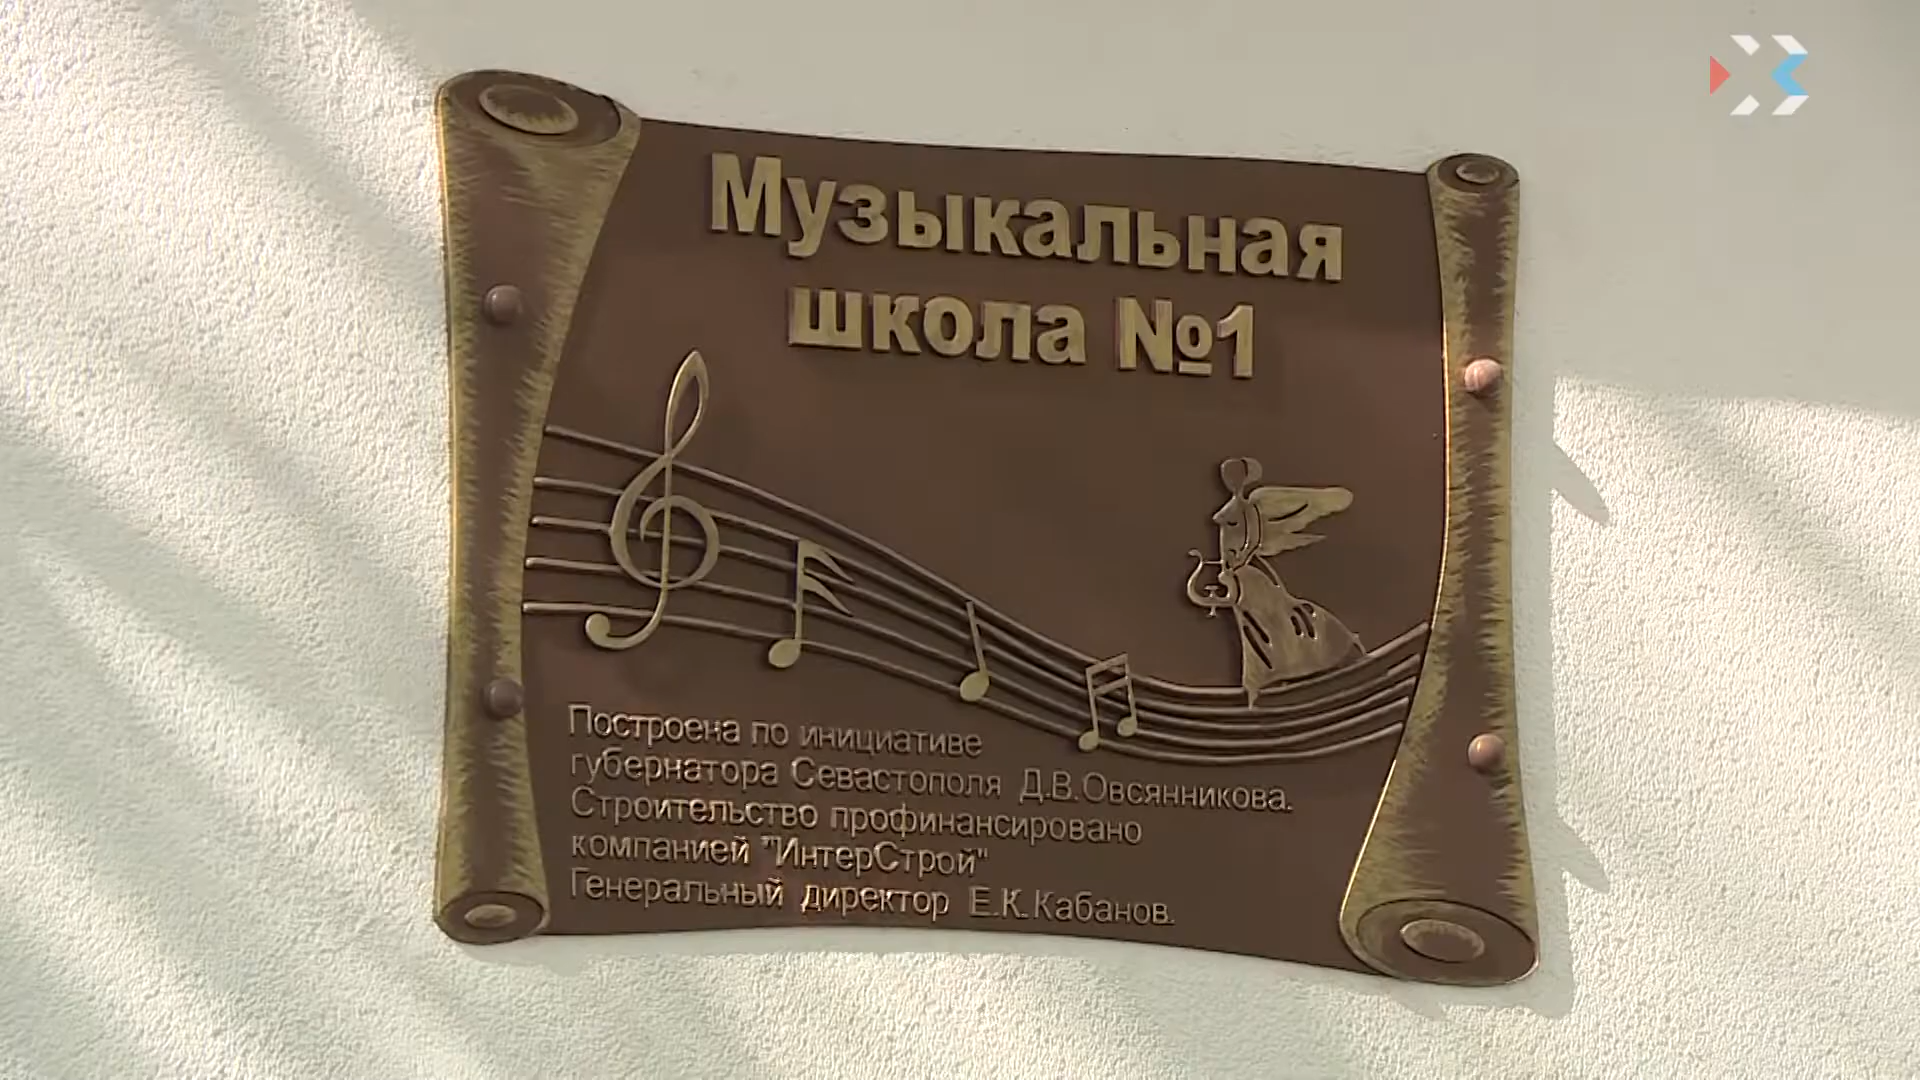 Музыкальная
школа №1
Построена по инициативе
губернатора Севастополя Д.В.Овсянникова.
Строительство профинансировано
компанией "ИнтерСтрой"
Генеральный директор Е.К.Кабанов.